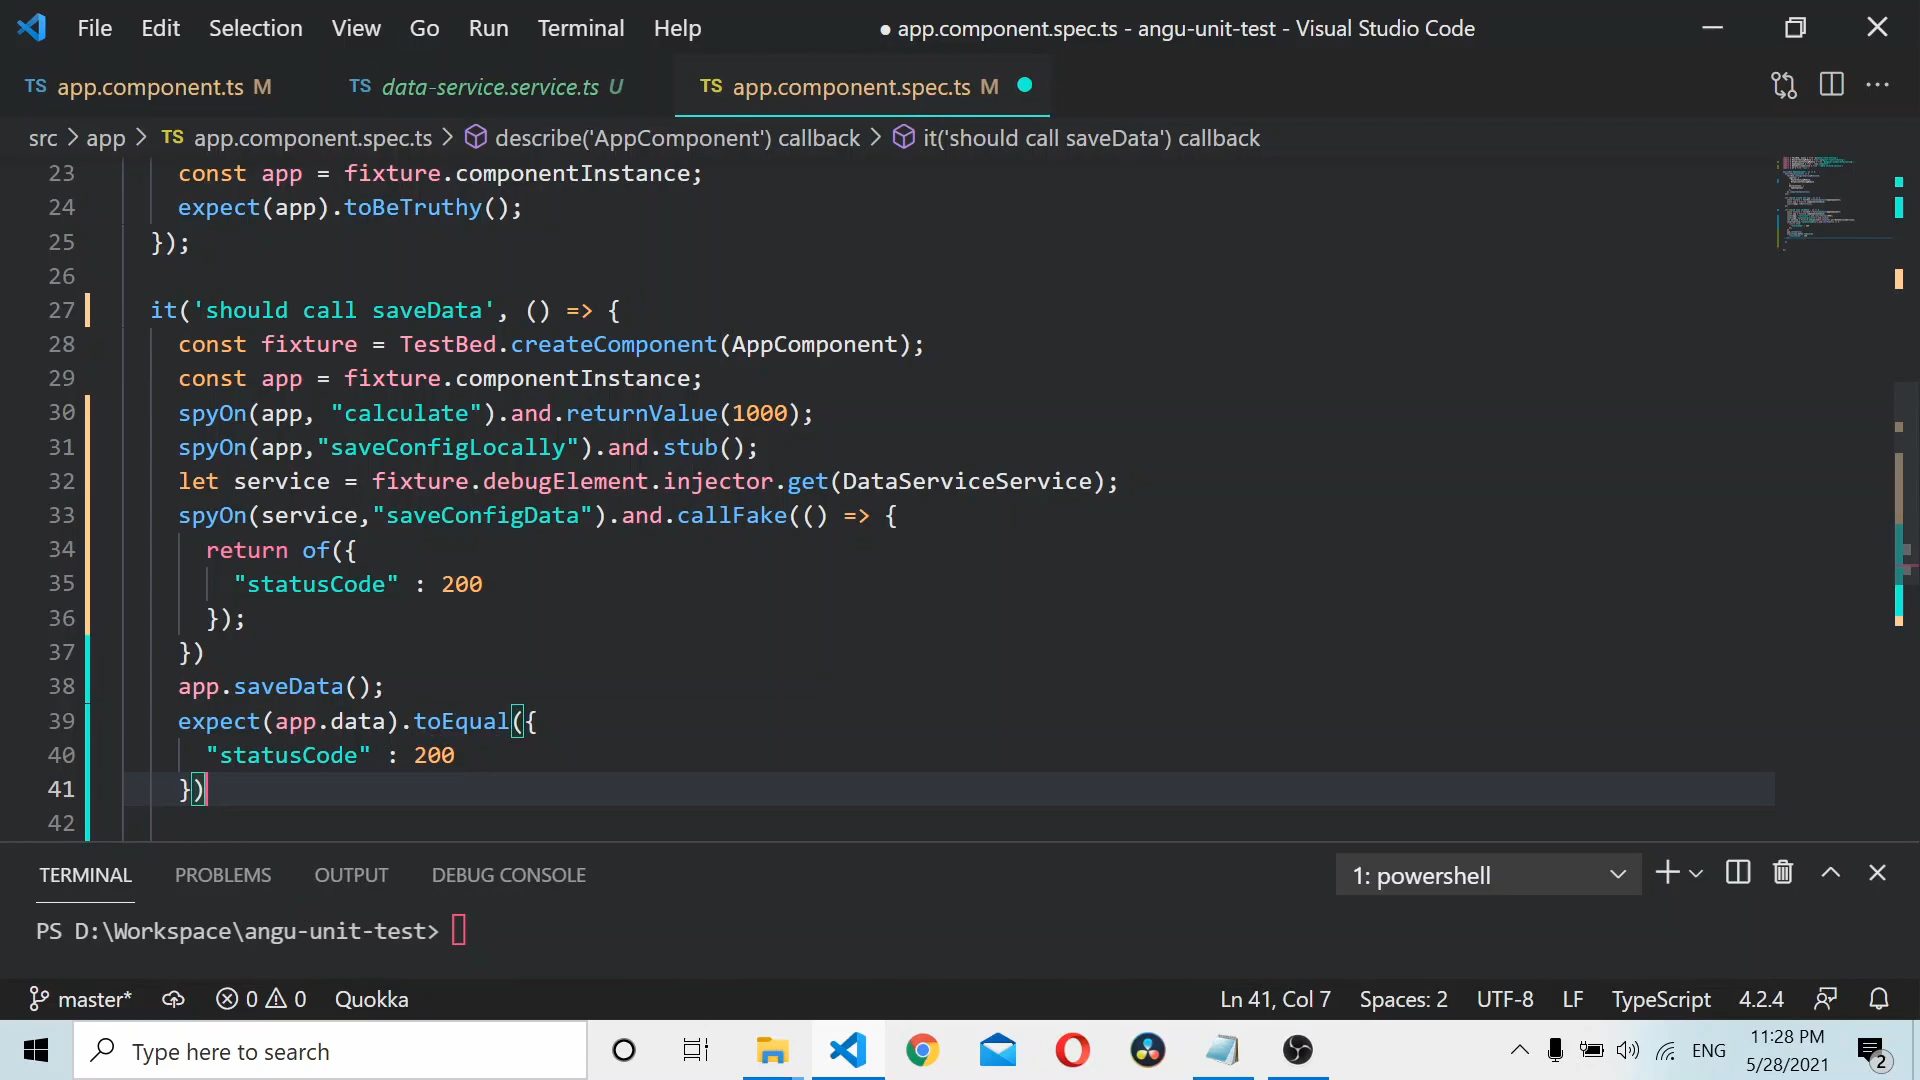 File Edit Selection View Go Run Terminal Help ● app.component.spec.ts - angu-unit-test - Visual Studio Code
TS app.component.ts M TS data-service.service.ts U TS app.component.spec.ts M
src > app > TS app.component.spec.ts > describe('AppComponent') callback > it('should call saveData') callback
23 const app = fixture.componentInstance;
24 expect(app).toBeTruthy();
25 });
26
27 it('should call saveData', () => {
28 const fixture = TestBed.createComponent(AppComponent);
29 const app = fixture.componentInstance;
30 spyOn(app, "calculate").and.returnValue(1000);
31 spyOn(app,"saveConfigLocally").and.stub();
32 let service = fixture.debugElement.injector.get(DataServiceService);
33 spyOn(service,"saveConfigData").and.callFake(() => {
34 return of({
35 "statusCode" : 200
36 });
37 })
38 app.saveData();
39 expect(app.data).toEqual({
40 "statusCode" : 200
41 })
42
TERMINAL PROBLEMS OUTPUT DEBUG CONSOLE 1: powershell
PS D:\Workspace\angu-unit-test>
master* 0 0 Quokka Ln 41, Col 7 Spaces: 2 UTF-8 LF TypeScript 4.2.4
Type here to search ENG 11:28 PM
5/28/2021 2